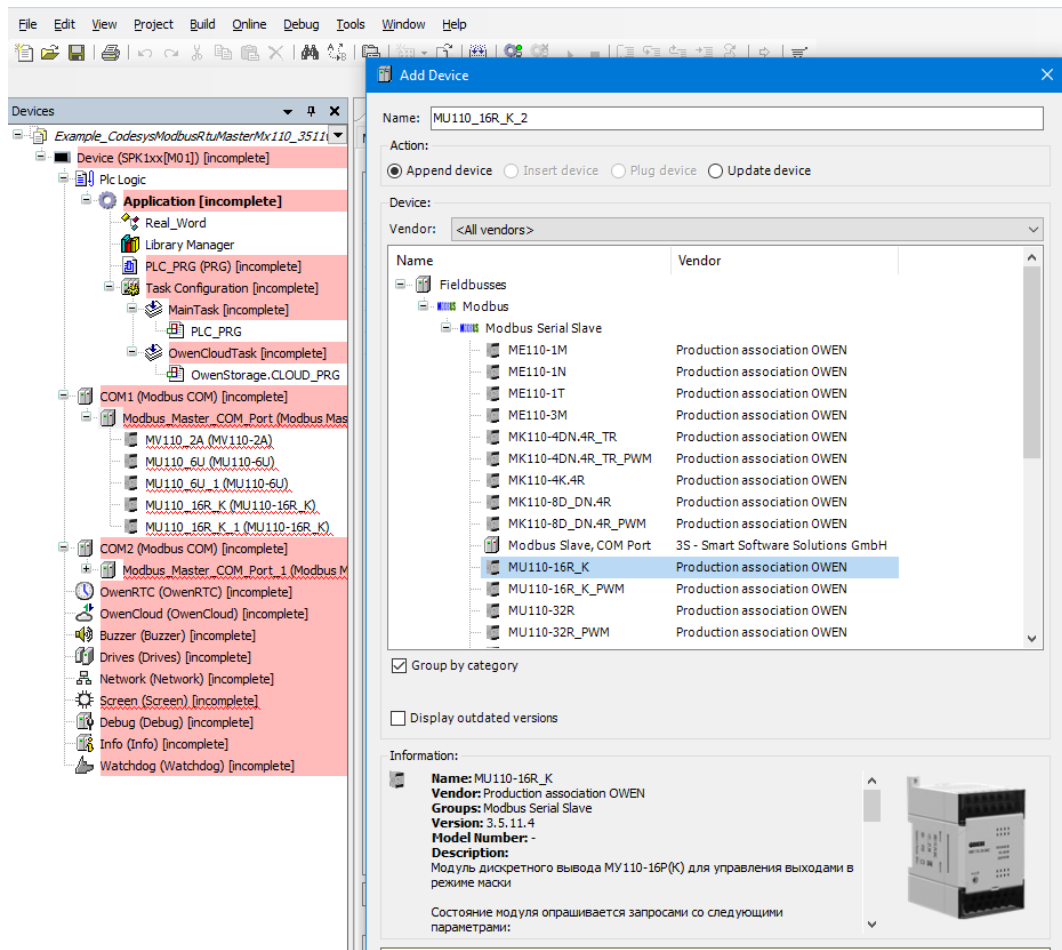 File Edit View Project Build Online Debug Tools Window Help
Add Device
Devices
Example_CodesysModbusRtuMasterMx110_3511
Device (SPK1xx[M01]) [incomplete]
Plc Logic
Application [incomplete]
Real_Word
Library Manager
PLC_PRG (PRG) [incomplete]
Task Configuration [incomplete]
MainTask [incomplete]
PLC_PRG
OwenCloudTask [incomplete]
OwenStorage.CLOUD_PRG
COM1 (Modbus COM) [incomplete]
Modbus_Master_COM_Port (Modbus Mas
MV110_2A (MV110-2A)
MU110_6U (MU110-6U)
MU110_6U_1 (MU110-6U)
MU110_16R_K (MU110-16R_K)
MU110_16R_K_1 (MU110-16R_K)
COM2 (Modbus COM) [incomplete]
Modbus_Master_COM_Port_1 (Modbus M
OwenRTC (OwenRTC) [incomplete]
OwenCloud (OwenCloud) [incomplete]
Buzzer (Buzzer) [incomplete]
Drives (Drives) [incomplete]
Network (Network) [incomplete]
Screen (Screen) [incomplete]
Debug (Debug) [incomplete]
Info (Info) [incomplete]
Watchdog (Watchdog) [incomplete]
Name: MU110_16R_K_2
Action:
Append device Insert device Plug device Update device
Device:
Vendor: <All vendors>
Name Vendor
Fieldbusses
Modbus
Modbus Serial Slave
ME110-1M Production association OWEN
ME110-1N Production association OWEN
ME110-1T Production association OWEN
ME110-3M Production association OWEN
MK110-4DN.4R_TR Production association OWEN
MK110-4DN.4R_TR_PWM Production association OWEN
MK110-4K.4R Production association OWEN
MK110-8D_DN.4R Production association OWEN
MK110-8D_DN.4R_PWM Production association OWEN
Modbus Slave, COM Port 3S - Smart Software Solutions GmbH
MU110-16R_K Production association OWEN
MU110-16R_K_PWM Production association OWEN
MU110-32R Production association OWEN
MU110-32R_PWM Production association OWEN
Group by category
Display outdated versions
Information:
Name: MU110-16R_K
Vendor: Production association OWEN
Groups: Modbus Serial Slave
Version: 3.5.11.4
Model Number: -
Description:
Модуль дискретного вывода МУ110-16Р(К) для управления выходами в
режиме маски
Состояние модуля опрашивается запросами со следующими
параметрами: